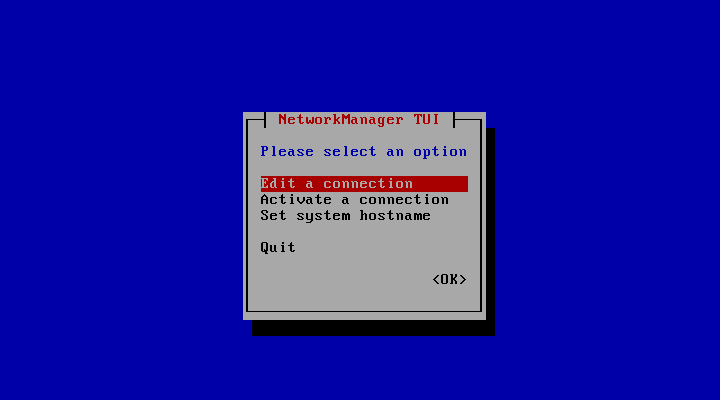 NetworkManager TUI
Please select an option
Edit a connection
Activate a connection
Set system hostname
Quit
<OK>